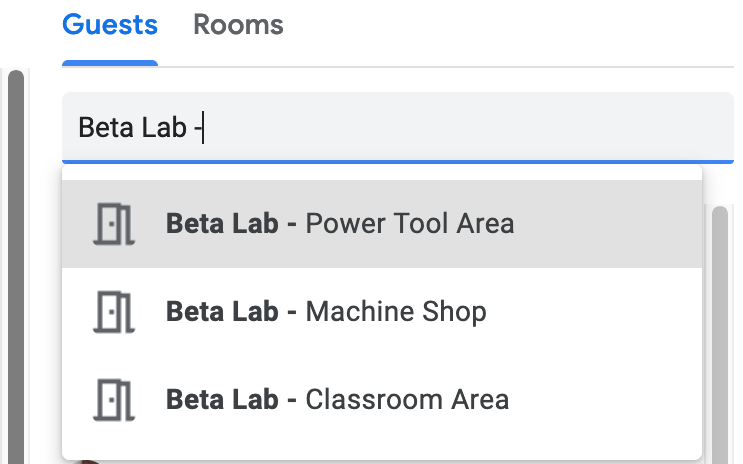 Guests Rooms
Beta Lab -
Beta Lab - Power Tool Area
Beta Lab - Machine Shop
Beta Lab - Classroom Area